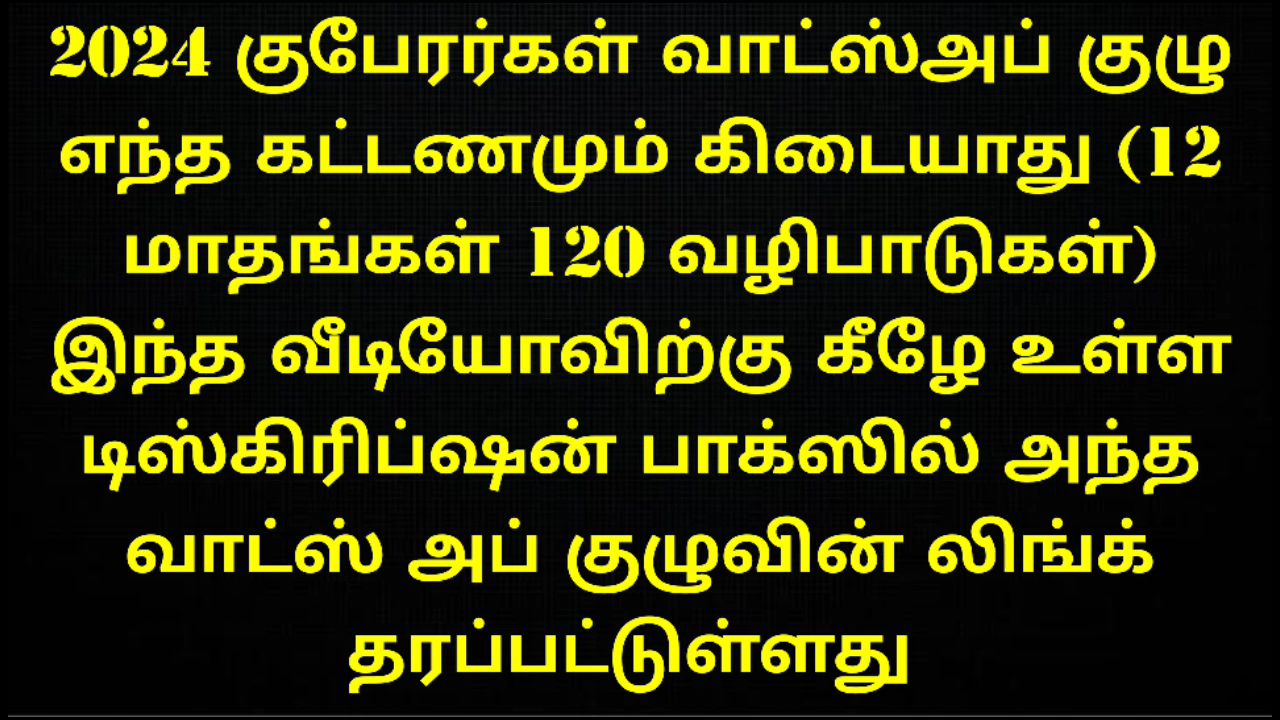 2024 குபேரர்கள் வாட்ஸ்அப் குழு
எந்த கட்டணமும் கிடையாது (12
மாதங்கள் 120 வழிபாடுகள்)
இந்த வீடியோவிற்கு கீழே உள்ள
டிஸ்கிரிப்ஷன் பாக்ஸில் அந்த
வாட்ஸ் அப் குழுவின் லிங்க்
தரப்பட்டுள்ளது